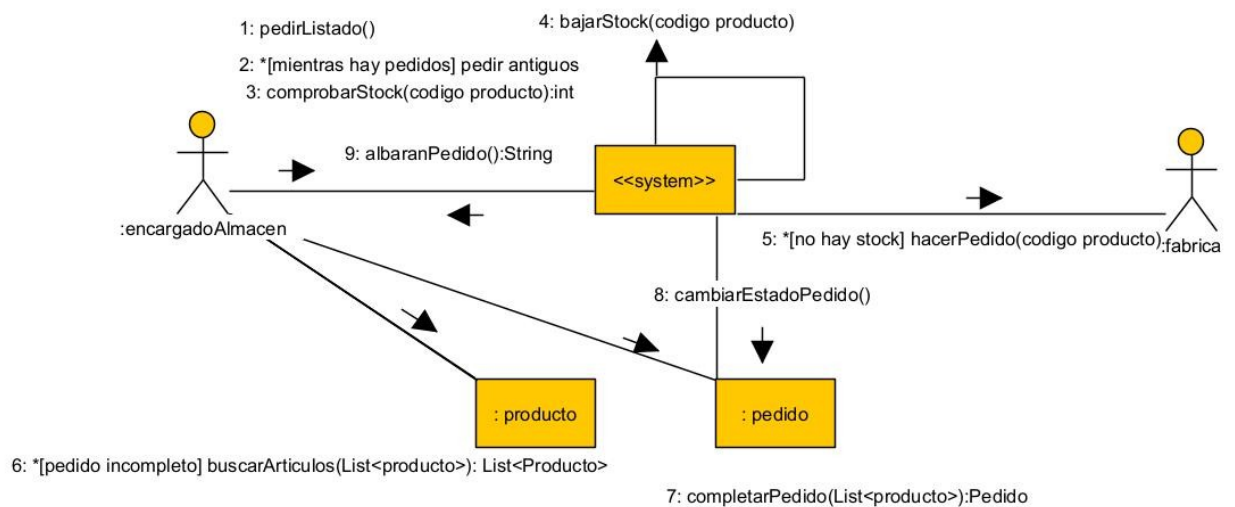 1: pedirListado()
4: bajarStock(codigo producto)
2: *[mientras hay pedidos] pedir antiguos
3: comprobarStock(codigo producto):int
9: albaranPedido():String
<<system>>
:encargadoAlmacen
5: *[no hay stock] hacerPedido(codigo producto)
:fabrica
8: cambiarEstadoPedido()
: producto
: pedido
6: *[pedido incompleto] buscarArticulos(List<producto>): List<Producto>
7: completarPedido(List<producto>):Pedido